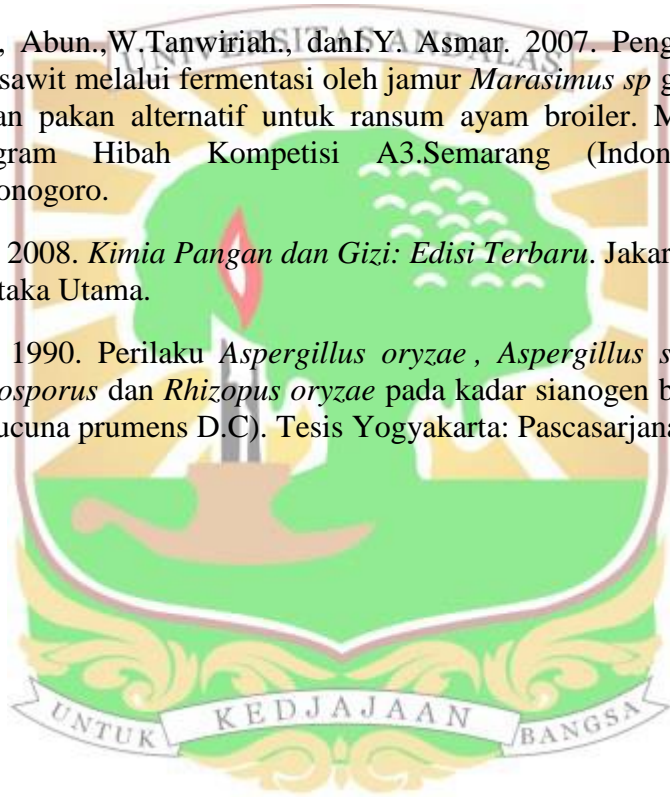 , Abun.,W.Tanwiriah., danI.Y. Asmar. 2007. Peng
UNIVERSITAS ANDALAS
sawit melalui fermentasi oleh jamur Marasimus sp g
an pakan alternatif untuk ransum ayam broiler. M
gram Hibah Kompetisi A3.Semarang (Indon
onogoro.
2008. Kimia Pangan dan Gizi: Edisi Terbaru. Jakar
taka Utama.
1990. Perilaku Aspergillus oryzae , Aspergillus s
osporus dan Rhizopus oryzae pada kadar sianogen b
ucuna prumens D.C). Tesis Yogyakarta: Pascasarjana
UNTUK KEDJAJAAN BANGSA